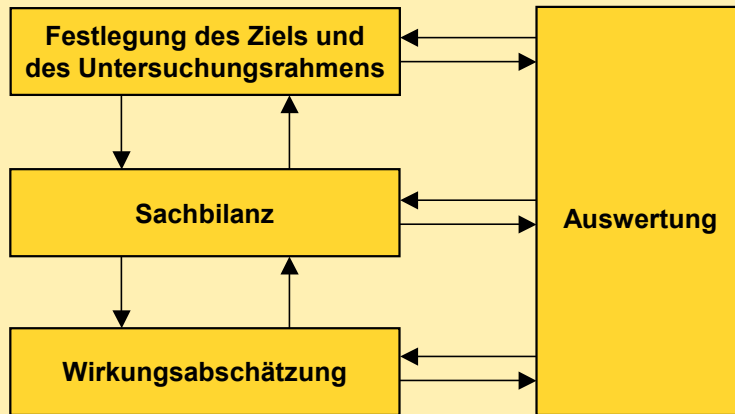 Festlegung des Ziels und
des Untersuchungsrahmens
Sachbilanz
Auswertung
Wirkungsabschätzung